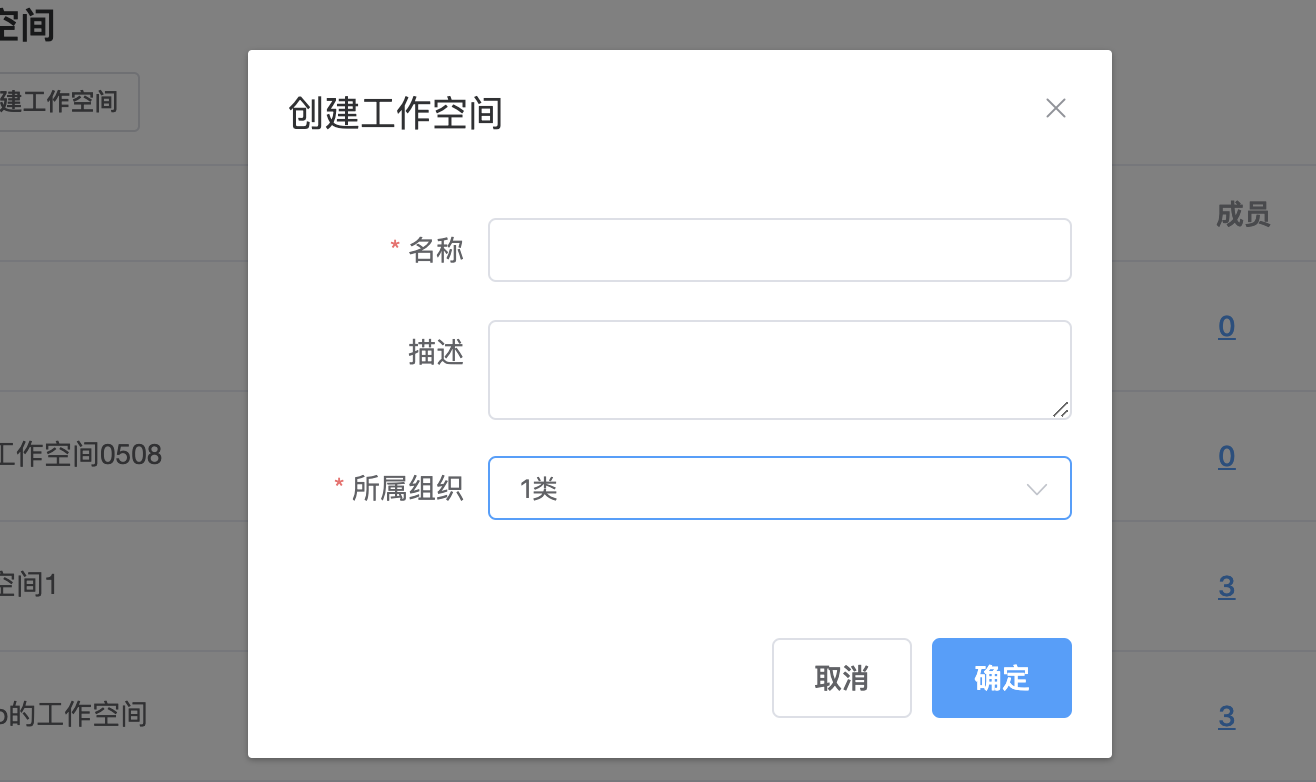 空间
建工作空间
创建工作空间
* 名称
描述
* 所属组织
1类
取消
确定
成员
0
工作空间0508
0
空间1
3
o的工作空间
3